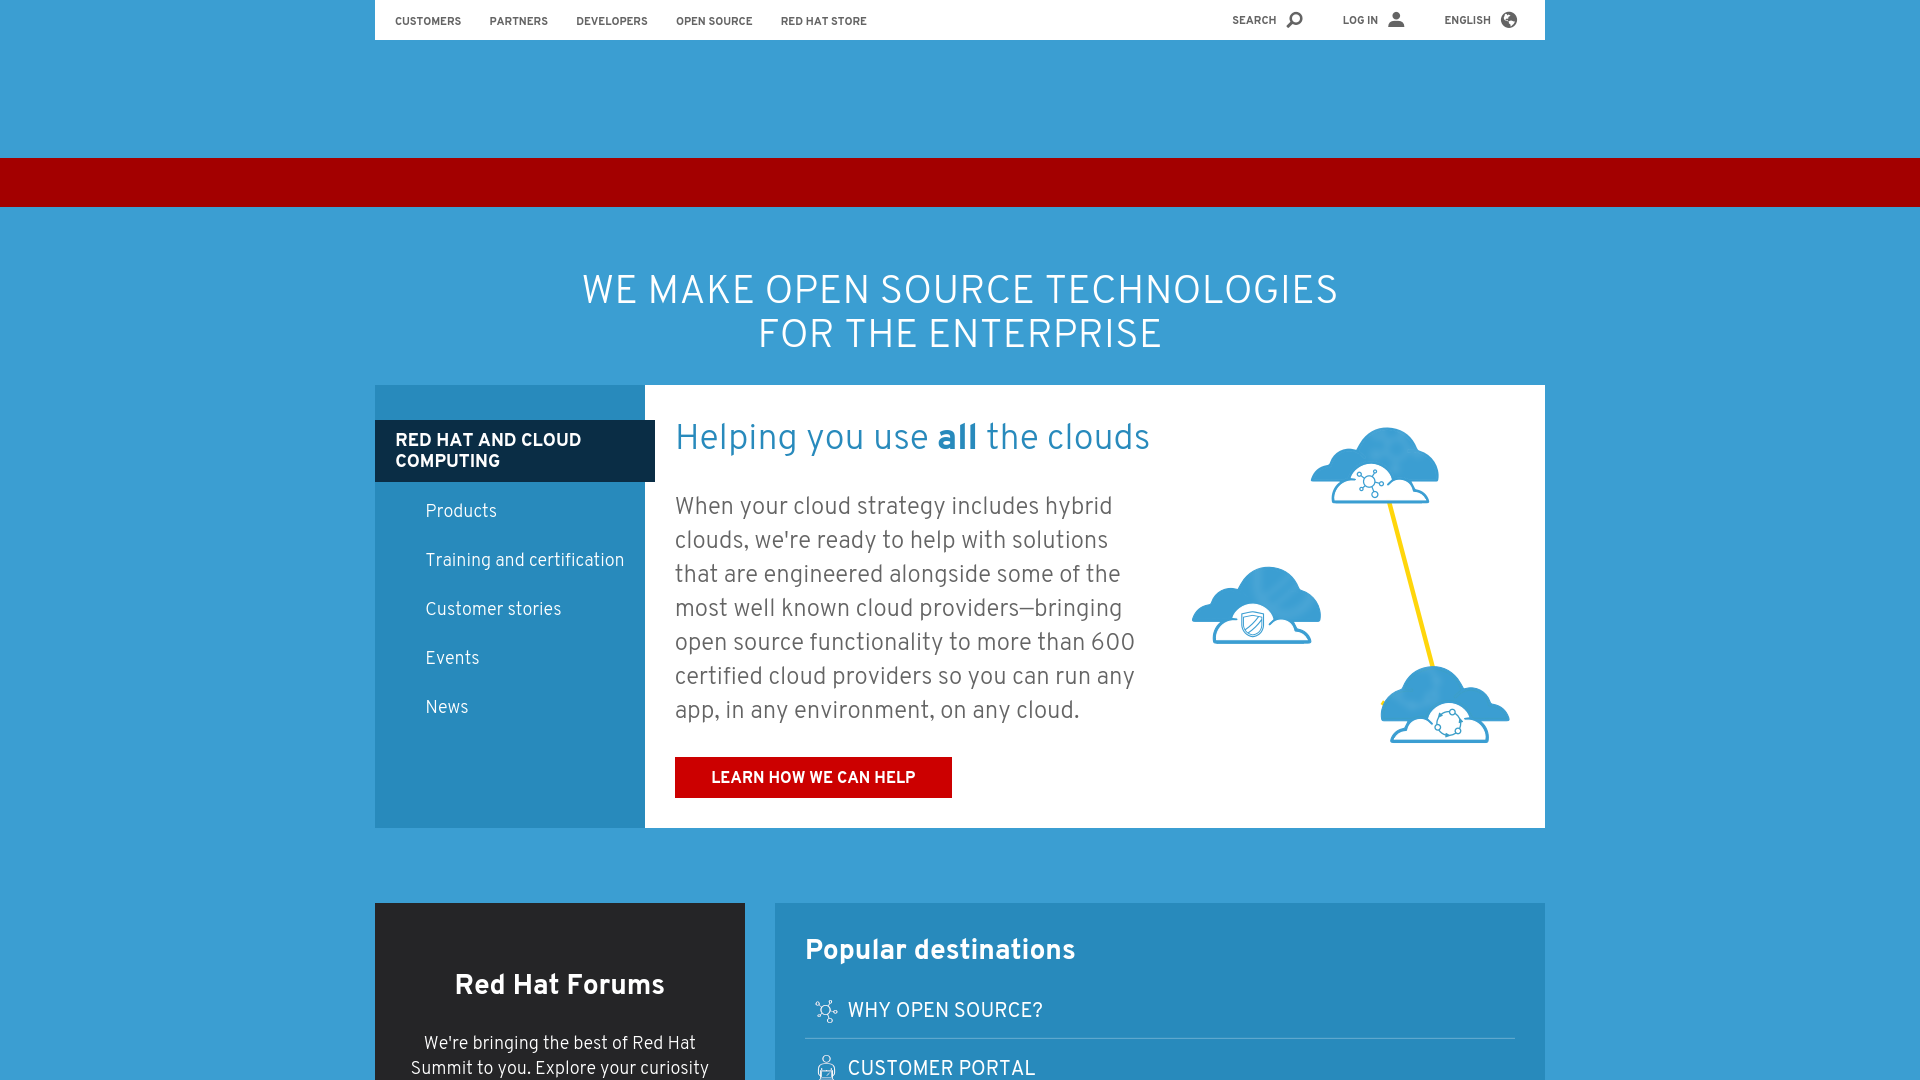 CUSTOMERS PARTNERS DEVELOPERS OPEN SOURCE RED HAT STORE SEARCH LOG IN ENGLISH
WE MAKE OPEN SOURCE TECHNOLOGIES
FOR THE ENTERPRISE
RED HAT AND CLOUD
COMPUTING
Products
Training and certification
Customer stories
Events
News
Helping you use all the clouds
When your cloud strategy includes hybrid
clouds, we're ready to help with solutions
that are engineered alongside some of the
most well known cloud providers—bringing
open source functionality to more than 600
certified cloud providers so you can run any
app, in any environment, on any cloud.
LEARN HOW WE CAN HELP
Red Hat Forums
We're bringing the best of Red Hat
Summit to you. Explore your curiosity
Popular destinations
WHY OPEN SOURCE?
CUSTOMER PORTAL